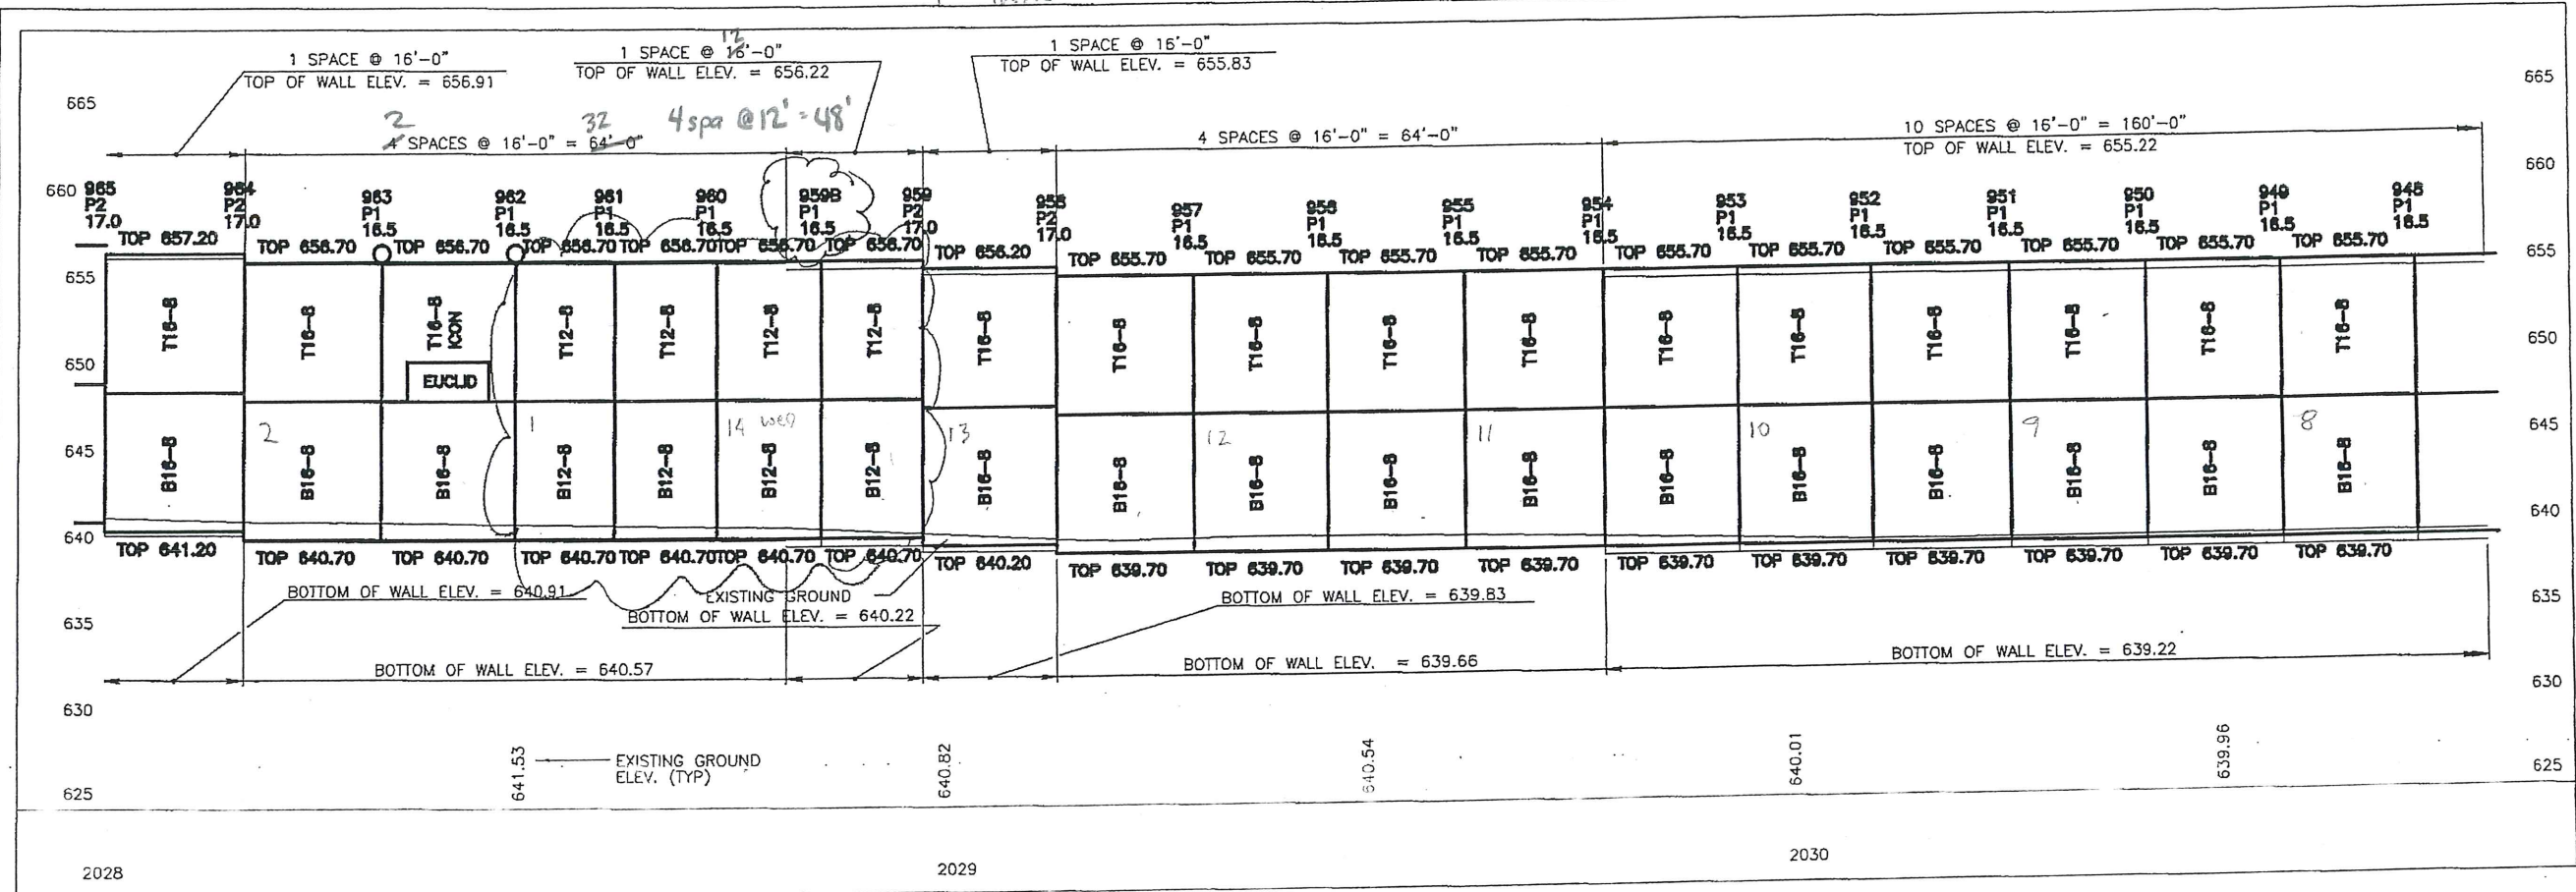 1 SPACE @ 16'-0"
TOP OF WALL ELEV. = 656.91
12
1 SPACE @ 16'-0"
TOP OF WALL ELEV. = 656.22
1 SPACE @ 16'-0"
TOP OF WALL ELEV. = 655.83
665
665
2 32 4 spa @ 12' = 48'
4 SPACES @ 16'-0" = 64'-0"
4 SPACES @ 16'-0" = 64'-0"
10 SPACES @ 16'-0" = 160'-0"
TOP OF WALL ELEV. = 655.22
660
660
965 964 963 962 961 960 959B 959 958 957 956 955 954 953 952 951 950 949 948
P2 P2 P1 P1 P1 P1 P1 P2 P2 P1 P1 P1 P1 P1 P1 P1 P1 P1 P1
17.0 17.0 16.5 16.5 16.5 16.5 16.5 17.0 17.0 16.5 16.5 16.5 16.5 16.5 16.5 16.5 16.5 16.5 16.5
TOP 657.20 TOP 656.70 TOP 656.70 TOP 656.70 TOP 656.70 TOP 656.70 TOP 656.70 TOP 656.20 TOP 655.70 TOP 655.70 TOP 655.70 TOP 655.70 TOP 655.70 TOP 655.70 TOP 655.70 TOP 655.70 TOP 655.70 TOP 655.70
655
655
T16-8 T16-8 T16-8 ICON T12-8 T12-8 T12-8 T12-8 T16-8 T16-8 T16-8 T16-8 T16-8 T16-8 T16-8 T16-8 T16-8 T16-8 T16-8
650
650
EUCLID
2 1 14 wed 13 12 11 10 9 8
645
645
B16-8 B16-8 B16-8 B12-8 B12-8 B12-8 B12-8 B16-8 B16-8 B16-8 B16-8 B16-8 B16-8 B16-8 B16-8 B16-8 B16-8 B16-8
640
640
TOP 641.20 TOP 640.70 TOP 640.70 TOP 640.70 TOP 640.70 TOP 640.70 TOP 640.70 TOP 640.20 TOP 639.70 TOP 639.70 TOP 639.70 TOP 639.70 TOP 639.70 TOP 639.70 TOP 639.70 TOP 639.70 TOP 639.70 TOP 639.70
BOTTOM OF WALL ELEV. = 640.91
EXISTING GROUND
BOTTOM OF WALL ELEV. = 640.22
BOTTOM OF WALL ELEV. = 639.83
635
635
BOTTOM OF WALL ELEV. = 640.57
BOTTOM OF WALL ELEV. = 639.66
BOTTOM OF WALL ELEV. = 639.22
630
630
641.53
EXISTING GROUND
ELEV. (TYP)
640.82
640.54
640.01
639.96
625
625
2028
2029
2030